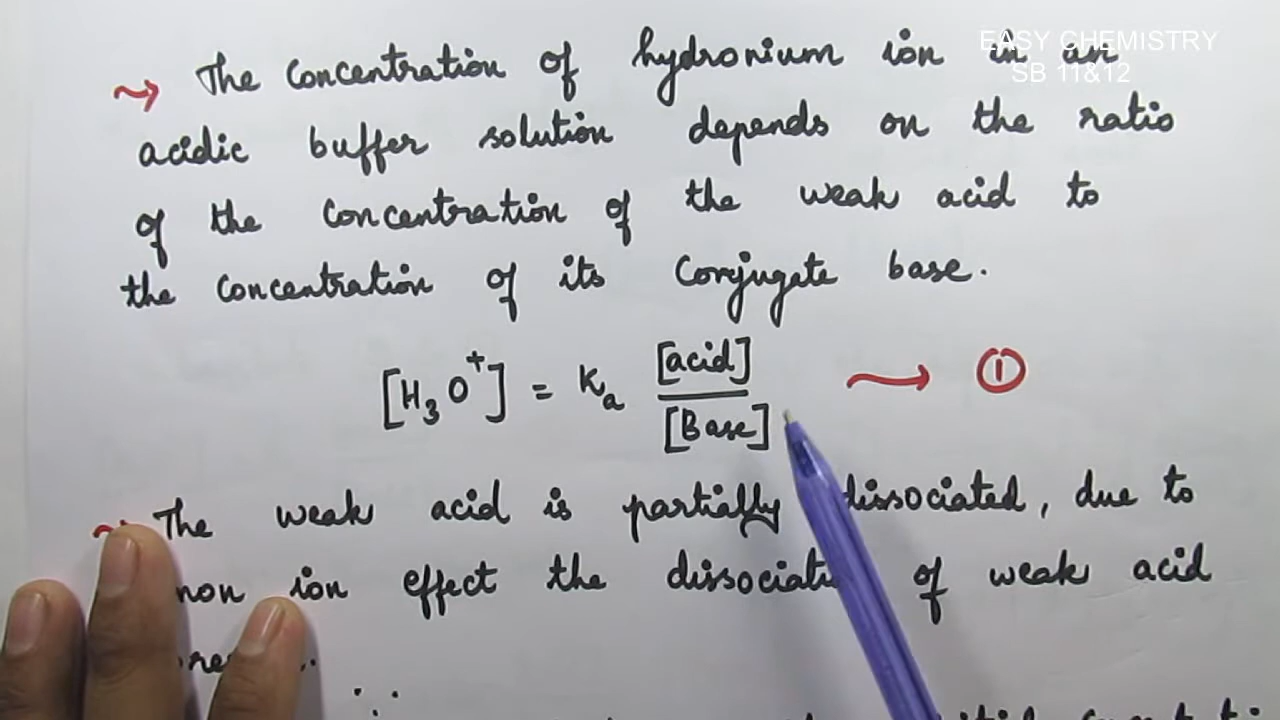 EASY CHEMISTRY
SB 11&12
The concentration of hydronium ion in an
acidic buffer solution depends on the ratio
of the concentration of the weak acid to
the concentration of its conjugate base.
[H₃O⁺] = Ka [acid] / [Base] → ①
The weak acid is partially dissociated, due to
ion effect the of weak acid